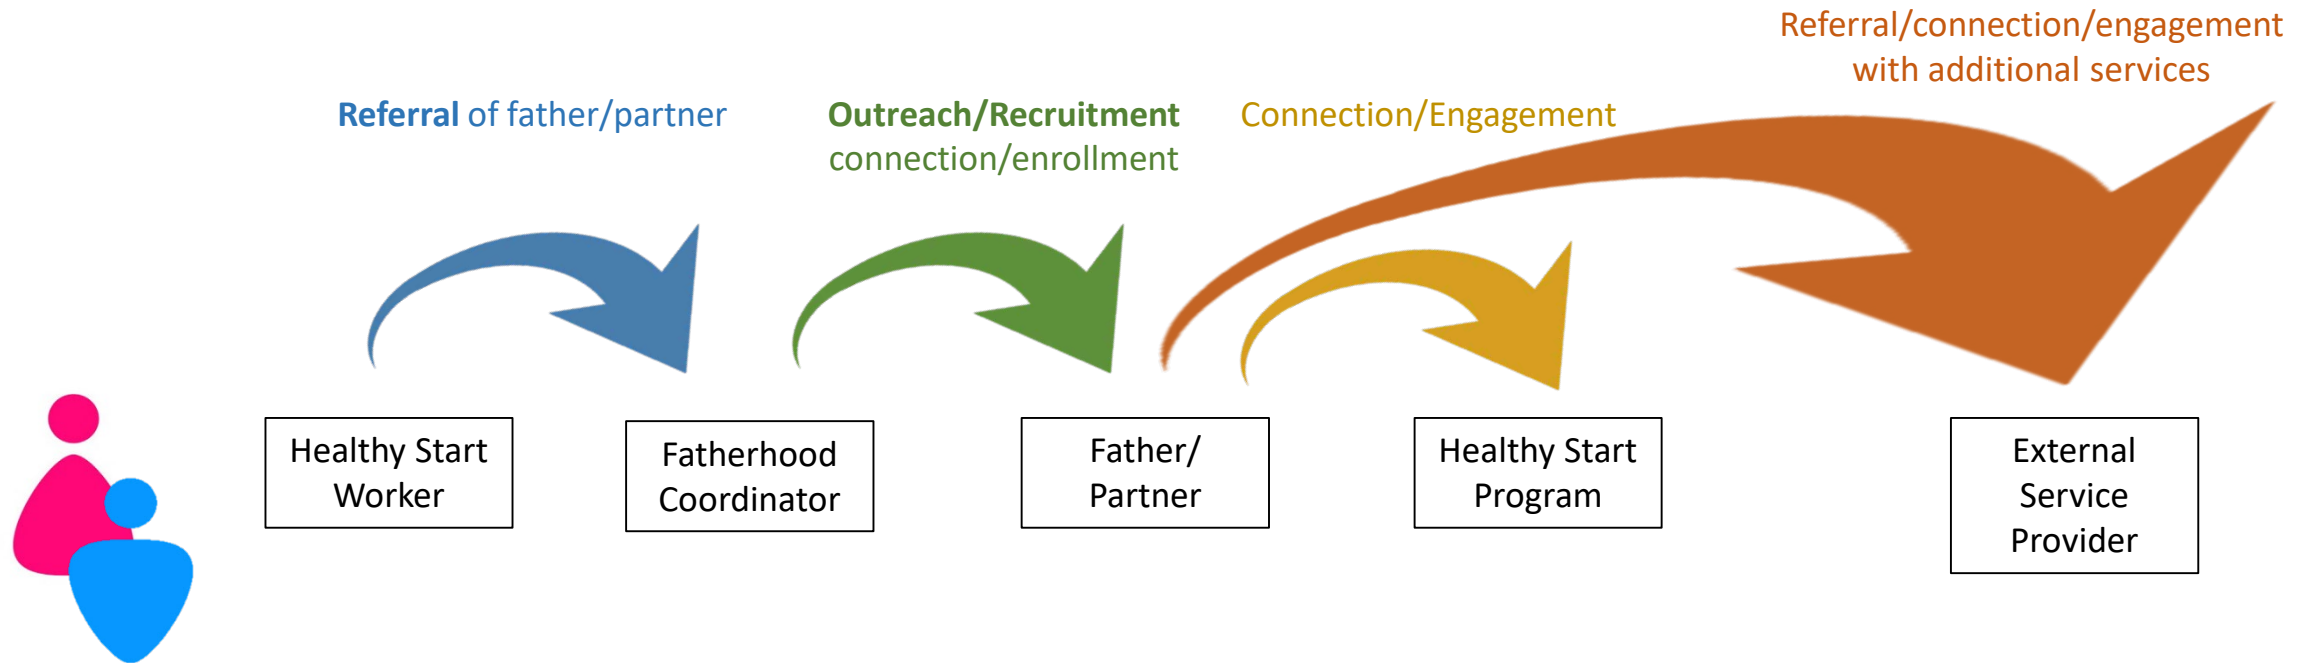 Referral/connection/engagement
with additional services
Referral of father/partner
Outreach/Recruitment
connection/enrollment
Connection/Engagement
Healthy Start
Worker
Fatherhood
Coordinator
Father/
Partner
Healthy Start
Program
External
Service
Provider